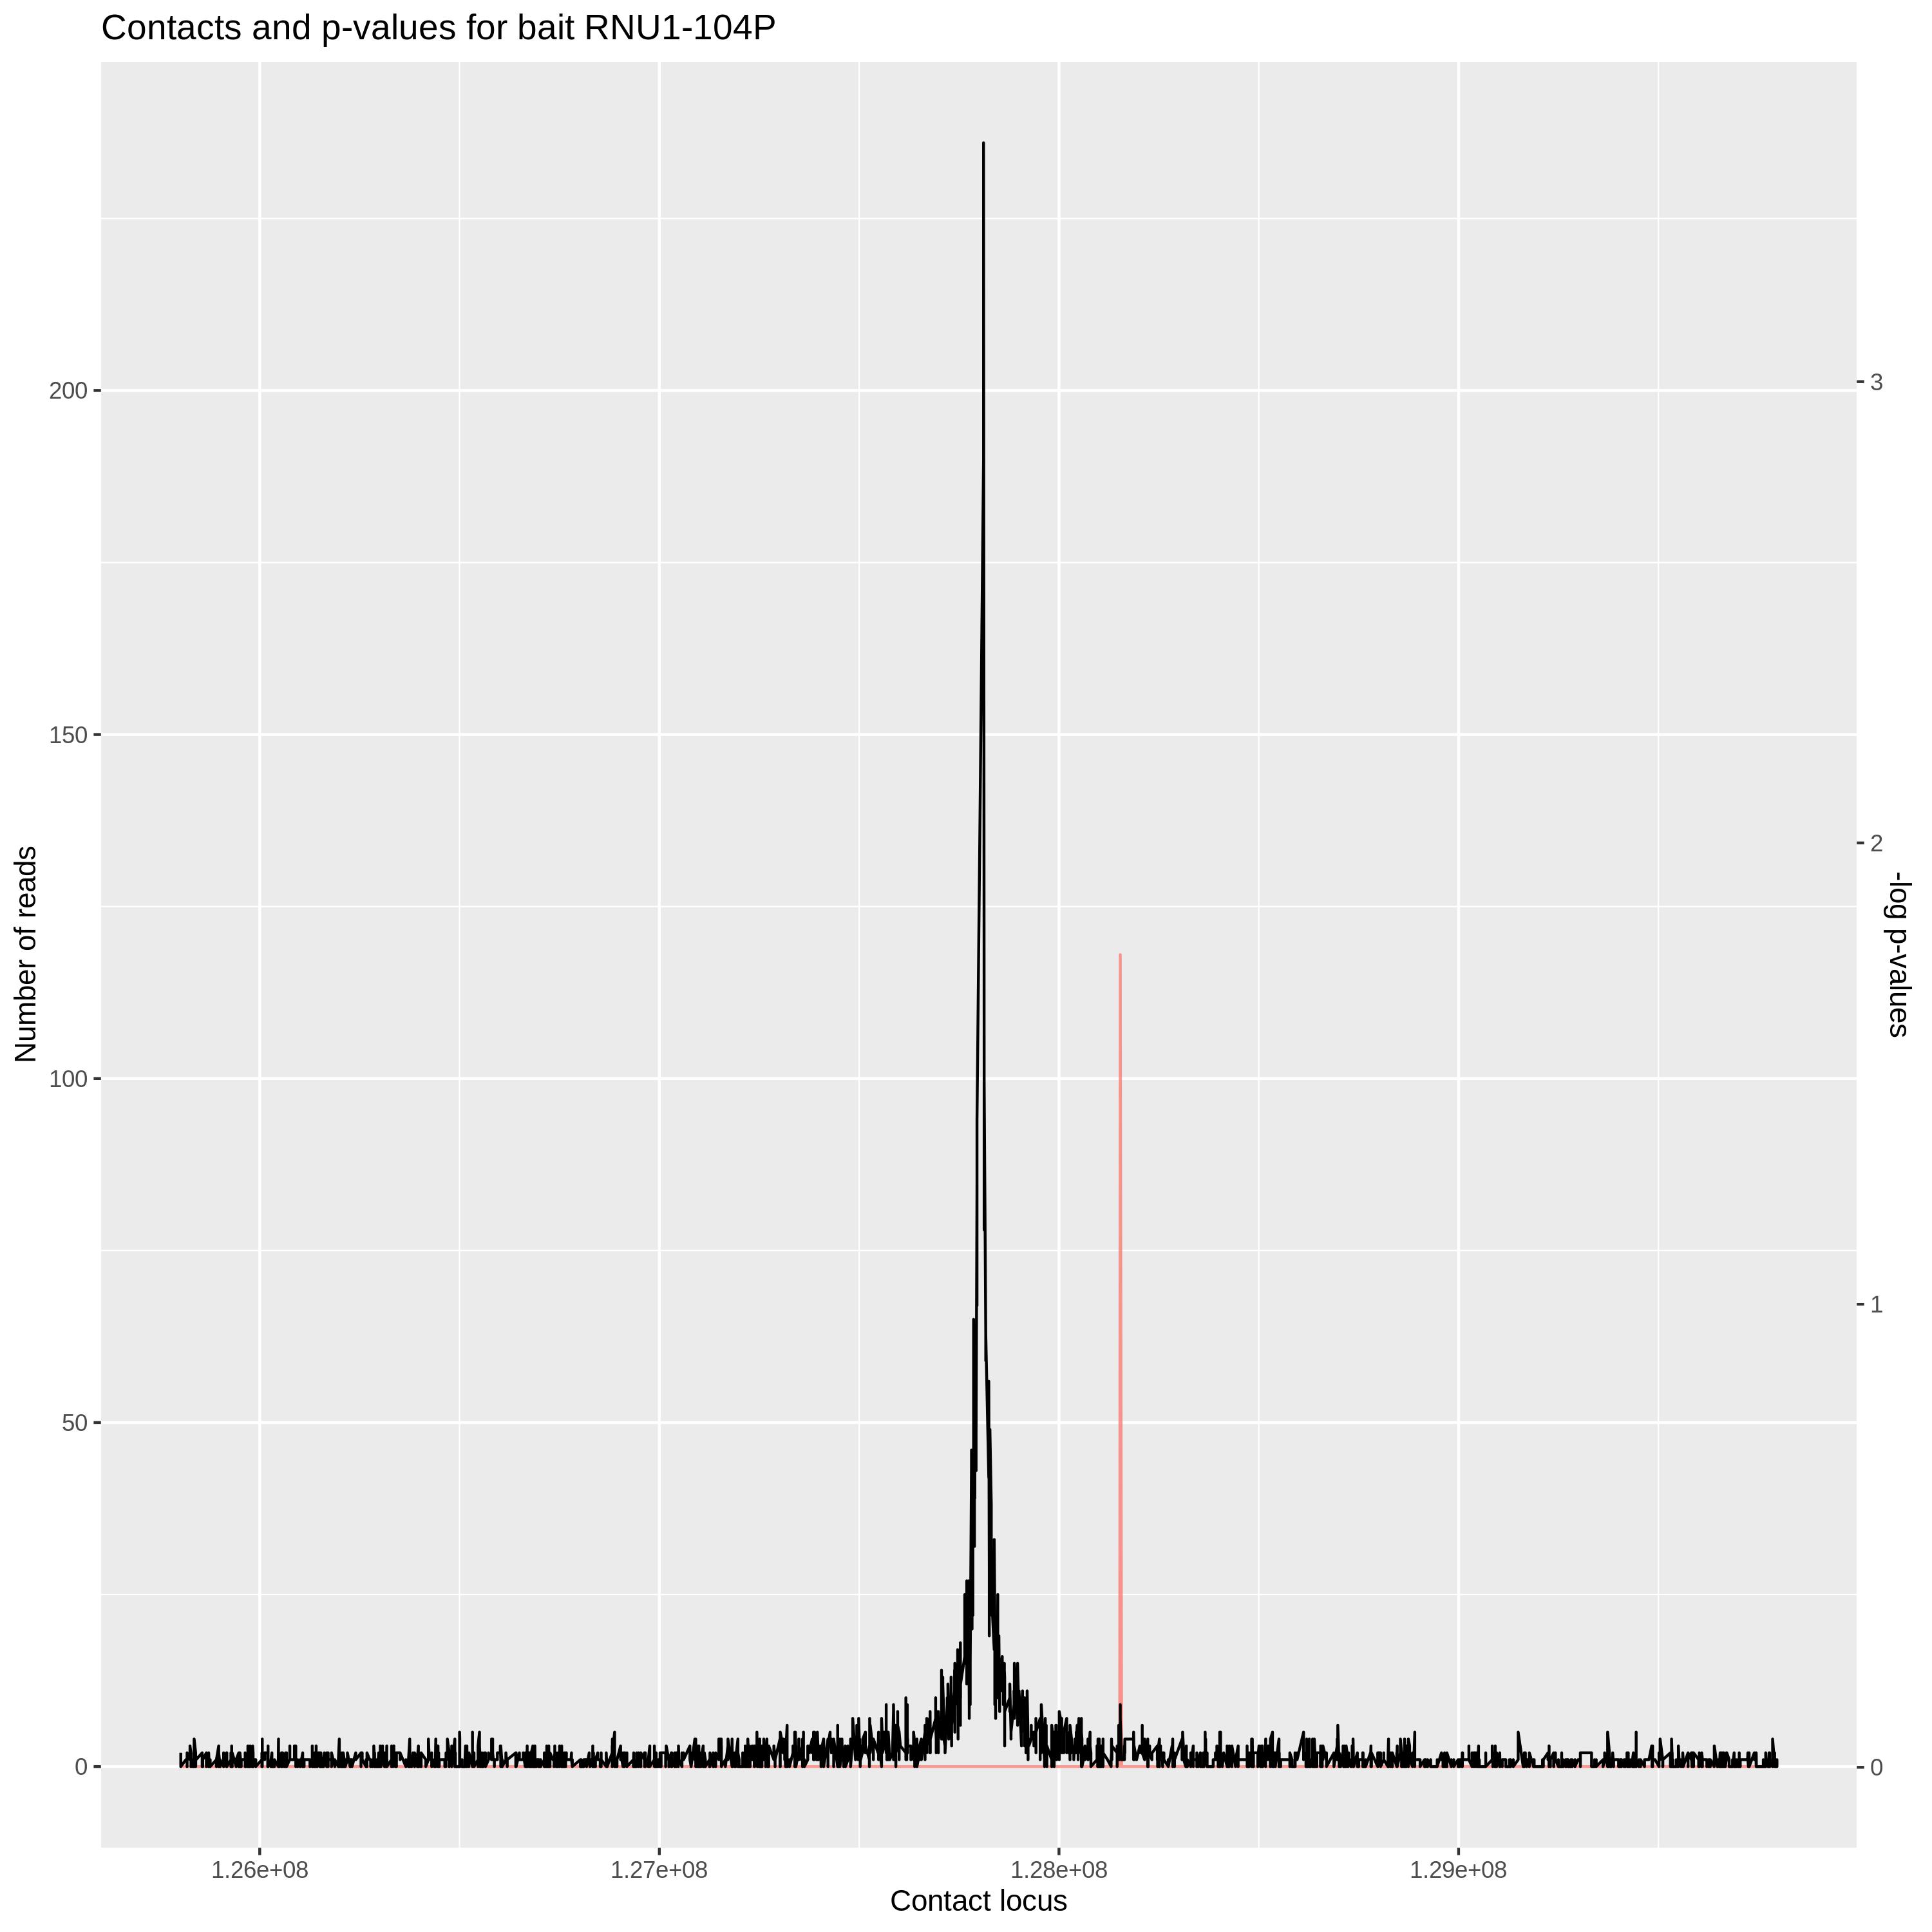 Contacts and p-values for bait RNU1-104P
Number of reads
200
150
100
50
0
3
2
1
0
-log p-values
1.26e+08
1.27e+08
1.28e+08
1.29e+08
Contact locus